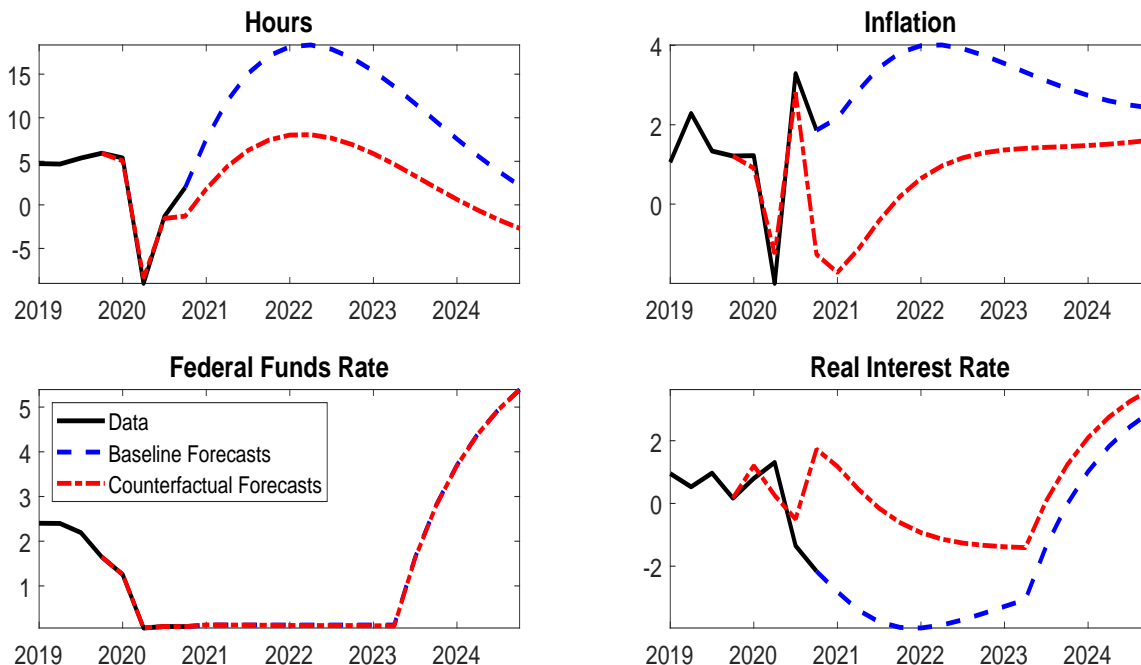 Hours
15
10
5
0
-5
2019 2020 2021 2022 2023 2024
Inflation
4
2
0
2019 2020 2021 2022 2023 2024
Federal Funds Rate
5
4
3
2
1
Data
Baseline Forecasts
Counterfactual Forecasts
2019 2020 2021 2022 2023 2024
Real Interest Rate
2
0
-2
2019 2020 2021 2022 2023 2024